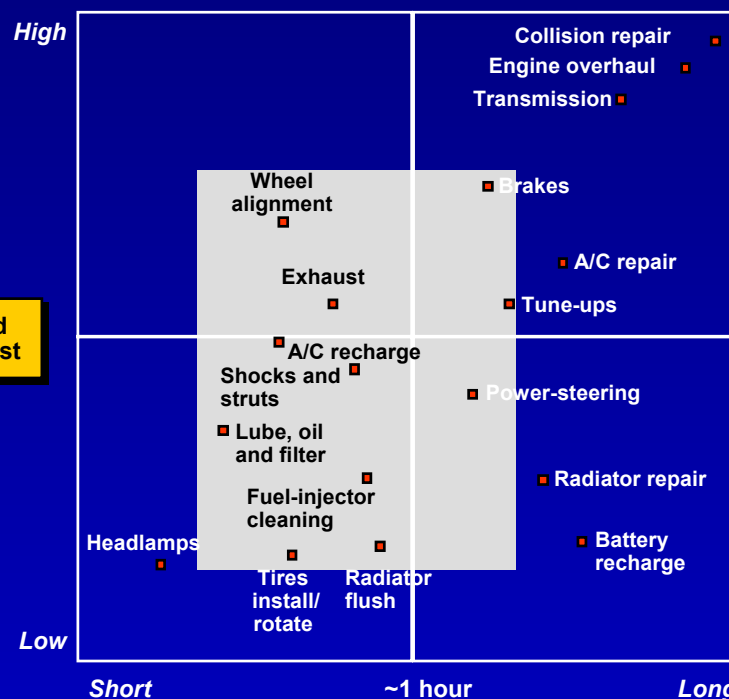 High
Collision repair
Engine overhaul
Transmission
Wheel
alignment
Brakes
A/C repair
Exhaust
Tune-ups
A/C recharge
Shocks and
struts
Power-steering
Lube, oil
and filter
Radiator repair
Fuel-injector
cleaning
Headlamps
Battery
recharge
Tires
install/
rotate
Radiator
flush
Low
Short
~1 hour
Long